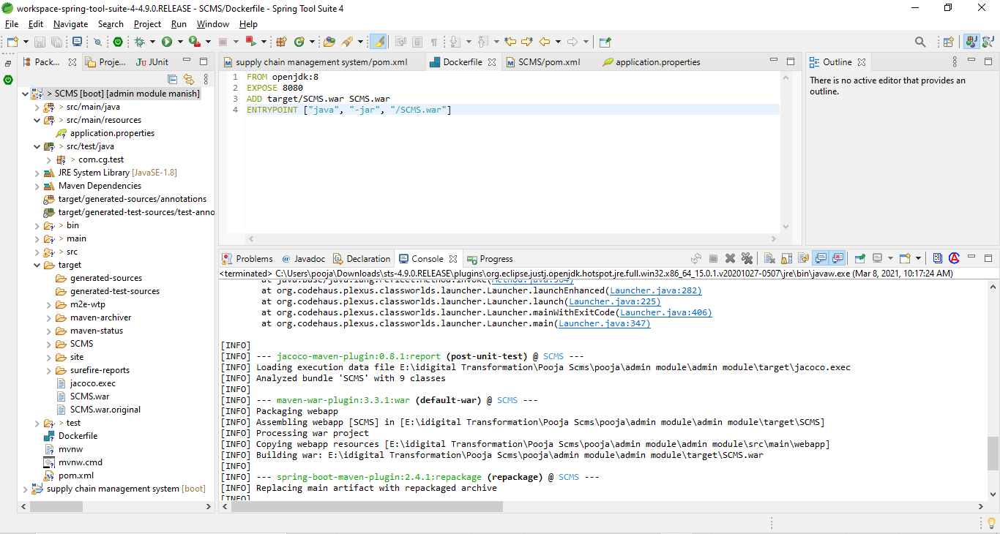 workspace-spring-tool-suite-4-4.9.0.RELEASE - SCMS/Dockerfile - Spring Tool Suite 4
File Edit Navigate Search Project Run Window Help
Pack... Proje... JUnit
> SCMS [boot] [admin module manish]
> src/main/java
> src/main/resources
application.properties
> src/test/java
> com.cg.test
JRE System Library [JavaSE-1.8]
Maven Dependencies
target/generated-sources/annotations
target/generated-test-sources/test-anno
> bin
> main
> src
target
generated-sources
generated-test-sources
m2e-wtp
maven-archiver
maven-status
SCMS
site
surefire-reports
jacoco.exec
SCMS.war
SCMS.war.original
> test
Dockerfile
mvnw
mvnw.cmd
pom.xml
supply chain management system [boot]
supply chain management system/pom.xml Dockerfile SCMS/pom.xml application.properties
1 FROM openjdk:8
2 EXPOSE 8080
3 ADD target/SCMS.war SCMS.war
4 ENTRYPOINT ["java", "-jar", "/SCMS.war"]
Outline
There is no active editor that provides an
outline.
Problems @ Javadoc Declaration Console Progress
<terminated> C:\Users\pooja\Downloads\sts-4.9.0.RELEASE\plugins\org.eclipse.justj.openjdk.hotspot.jre.full.win32.x86_64_15.0.1.v20201027-0507\jre\bin\javaw.exe (Mar 8, 2021, 10:17:24 AM)
at java.base/java.lang.reflect.Method.invoke(Method.java:564)
at org.codehaus.plexus.classworlds.launcher.Launcher.launchEnhanced(Launcher.java:282)
at org.codehaus.plexus.classworlds.launcher.Launcher.launch(Launcher.java:225)
at org.codehaus.plexus.classworlds.launcher.Launcher.mainWithExitCode(Launcher.java:406)
at org.codehaus.plexus.classworlds.launcher.Launcher.main(Launcher.java:347)
[INFO]
[INFO] --- jacoco-maven-plugin:0.8.1:report (post-unit-test) @ SCMS ---
[INFO] Loading execution data file E:\idigital Transformation\Pooja Scms\pooja\admin module\admin module\target\jacoco.exec
[INFO] Analyzed bundle 'SCMS' with 9 classes
[INFO]
[INFO] --- maven-war-plugin:3.3.1:war (default-war) @ SCMS ---
[INFO] Packaging webapp
[INFO] Assembling webapp [SCMS] in [E:\idigital Transformation\Pooja Scms\pooja\admin module\admin module\target\SCMS]
[INFO] Processing war project
[INFO] Copying webapp resources [E:\idigital Transformation\Pooja Scms\pooja\admin module\admin module\src\main\webapp]
[INFO] Building war: E:\idigital Transformation\Pooja Scms\pooja\admin module\admin module\target\SCMS.war
[INFO]
[INFO] --- spring-boot-maven-plugin:2.4.1:repackage (repackage) @ SCMS ---
[INFO] Replacing main artifact with repackaged archive
[INFO]